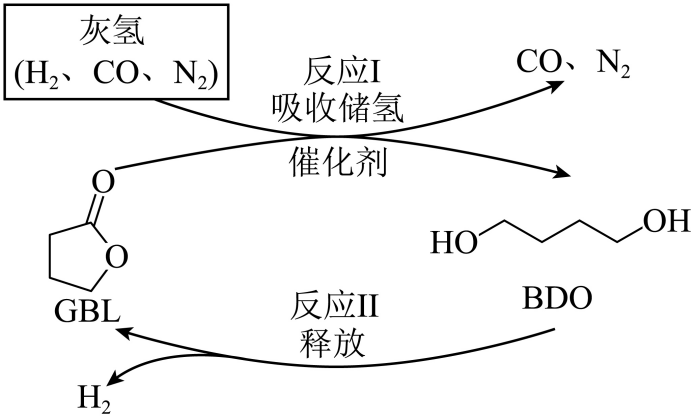 灰氢
(H₂、CO、N₂)
反应I
吸收储氢
催化剂
CO、N₂
O
O
GBL
HO
OH
BDO
反应II
释放
H₂